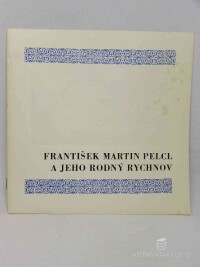 FRANTIŠEK MARTIN PELCL
A JEHO RODNÝ RYCHNOV